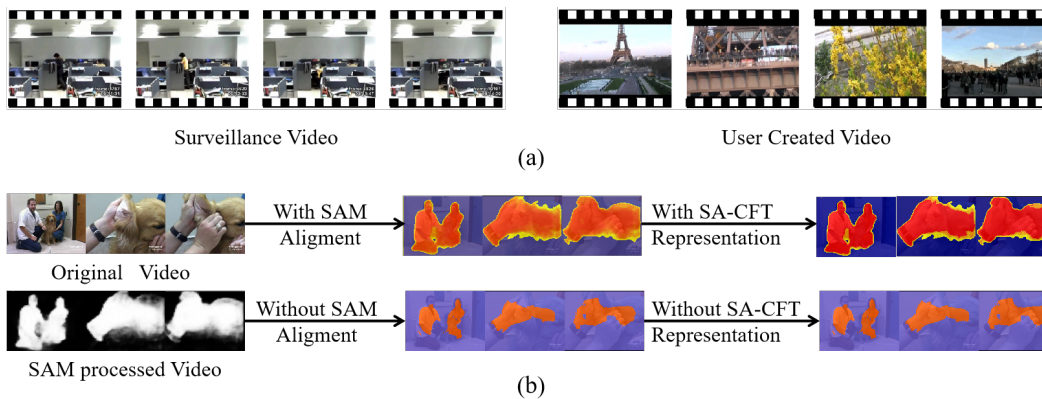 Surveillance Video
User Created Video
(a)
With SAM
Aligment
With SA-CFT
Representation
Original Video
Without SAM
Aligment
Without SA-CFT
Representation
SAM processed Video
(b)